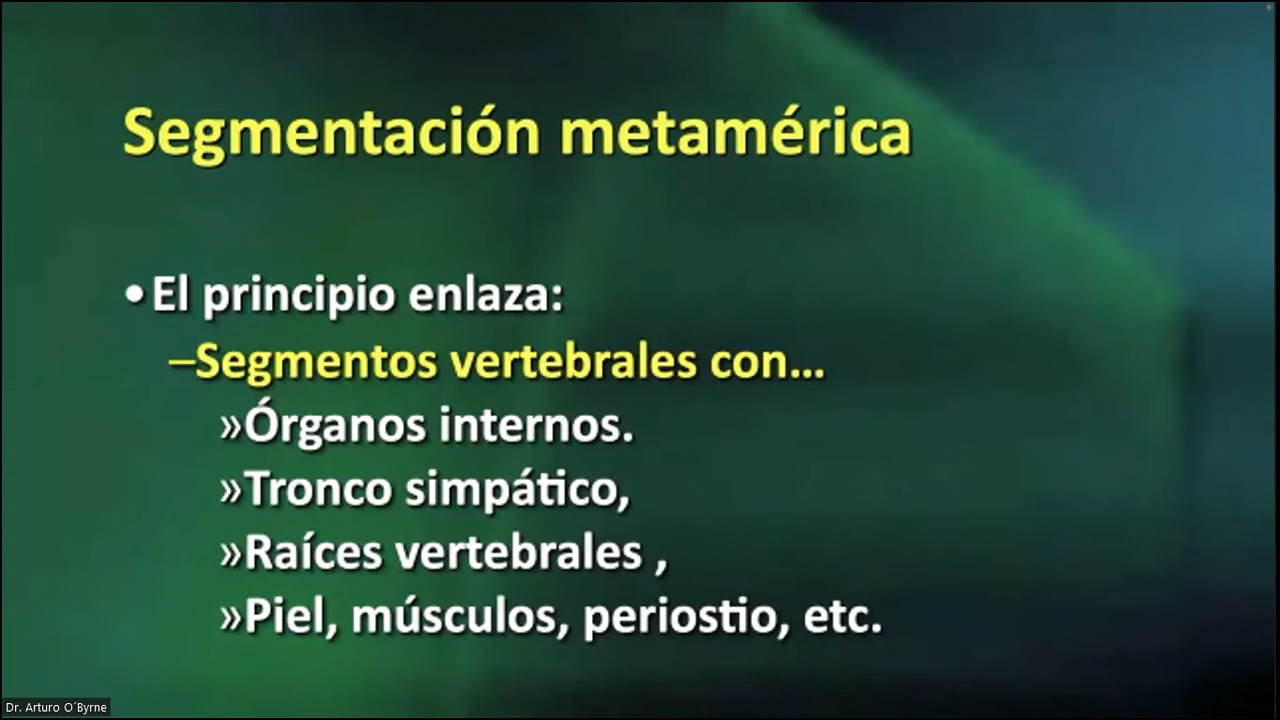 Segmentación metamérica
•El principio enlaza:
–Segmentos vertebrales con...
»Órganos internos.
»Tronco simpático,
»Raíces vertebrales ,
»Piel, músculos, periostio, etc.
Dr. Arturo O´Byrne